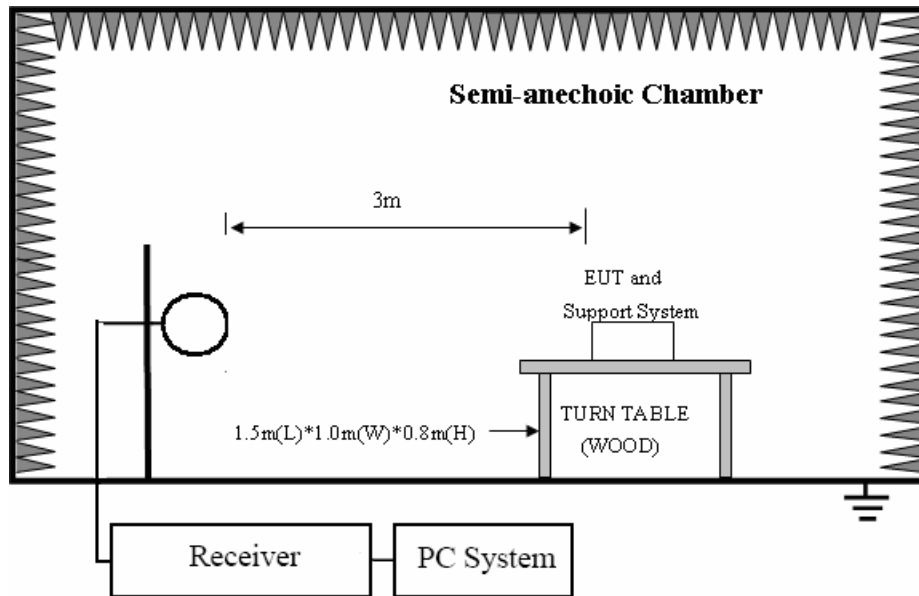 Semi-anechoic Chamber
3m
EUT and
Support System
1.5m(L)*1.0m(W)*0.8m(H)
TURN TABLE
(WOOD)
Receiver
PC System